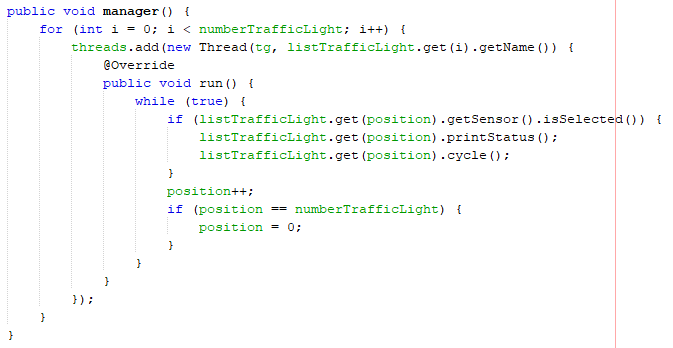 public void manager() {
    for (int i = 0; i < numberTrafficLight; i++) {
        threads.add(new Thread(tg, listTrafficLight.get(i).getName()) {
            @Override
            public void run() {
                while (true) {
                    if (listTrafficLight.get(position).getSensor().isSelected()) {
                        listTrafficLight.get(position).printStatus();
                        listTrafficLight.get(position).cycle();
                    }
                    position++;
                    if (position == numberTrafficLight) {
                        position = 0;
                    }
                }
            }
        });
    }
}